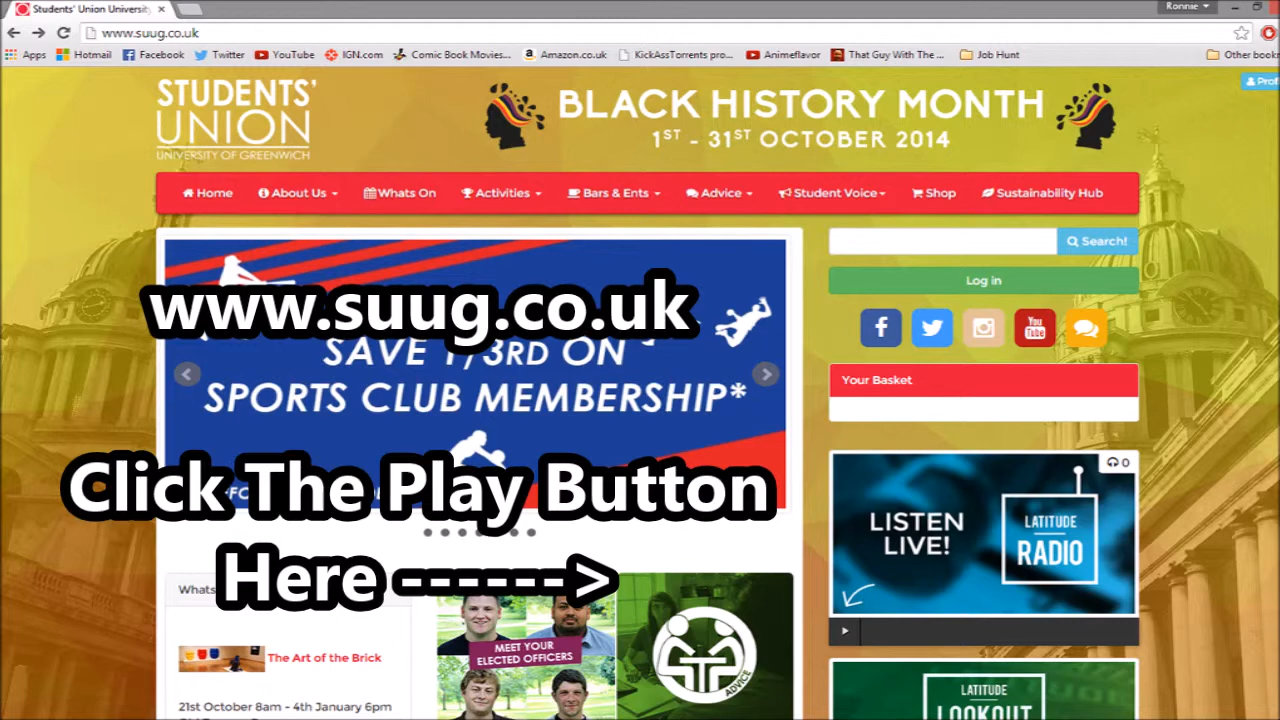 Students' Union University
Ronnie
www.suug.co.uk
Apps Hotmail Facebook Twitter YouTube IGN.com Comic Book Movies... Amazon.co.uk KickAssTorrents pro... Animeflavor That Guy With The ... Job Hunt Other book
STUDENTS'
UNION
UNIVERSITY OF GREENWICH
BLACK HISTORY MONTH
1ST - 31ST OCTOBER 2014
Prof
Home About Us Whats On Activities Bars & Ents Advice Student Voice Shop Sustainability Hub
Search!
Log in
www.suug.co.uk
SAVE 1/3RD ON
SPORTS CLUB MEMBERSHIP*
You Tube
Your Basket
Click The Play Button
Here ------>
0
LISTEN
LIVE!
LATITUDE
RADIO
Whats
MEET YOUR
ELECTED OFFICERS
ADVICE
The Art of the Brick
21st October 8am - 4th January 6pm
LATITUDE
LOOKOUT